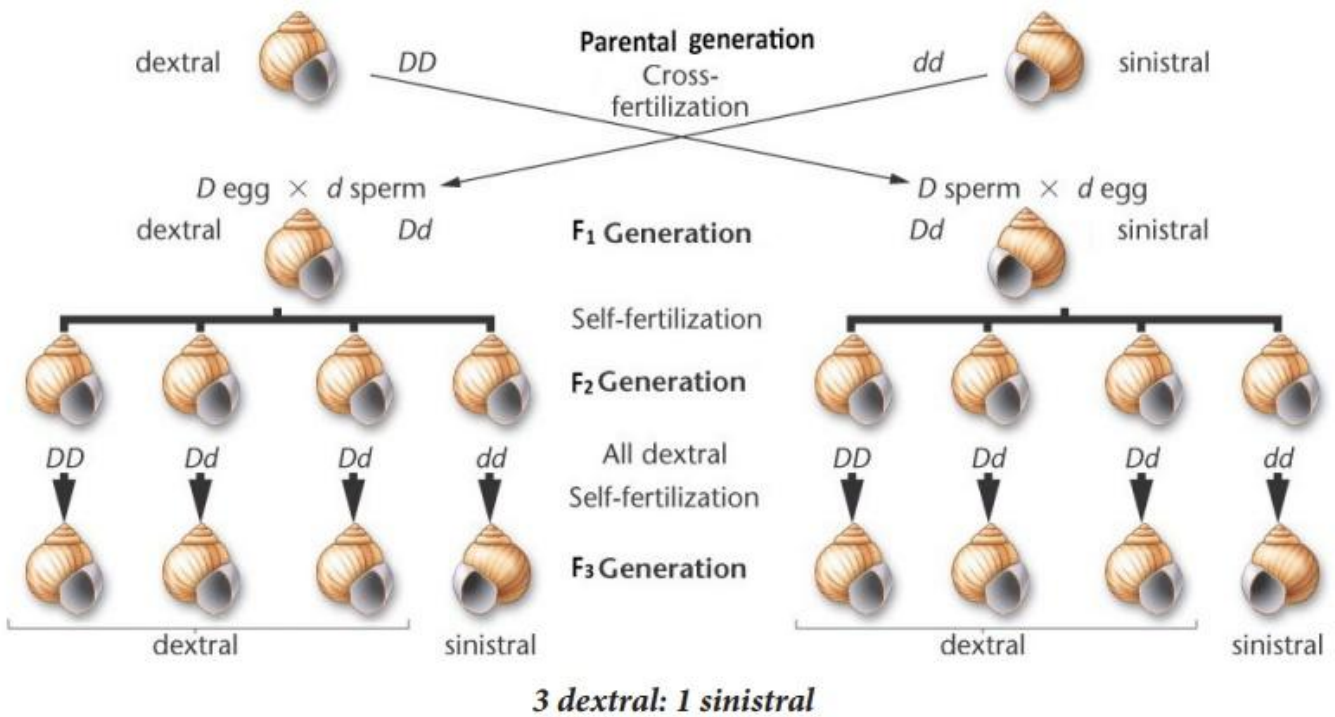 Parental generation
dextral DD Cross-fertilization dd sinistral
D egg × d sperm D sperm × d egg
dextral Dd F₁ Generation Dd sinistral
Self-fertilization
F₂ Generation
DD Dd Dd dd All dextral DD Dd Dd dd
Self-fertilization
F₃ Generation
dextral sinistral dextral sinistral
3 dextral: 1 sinistral